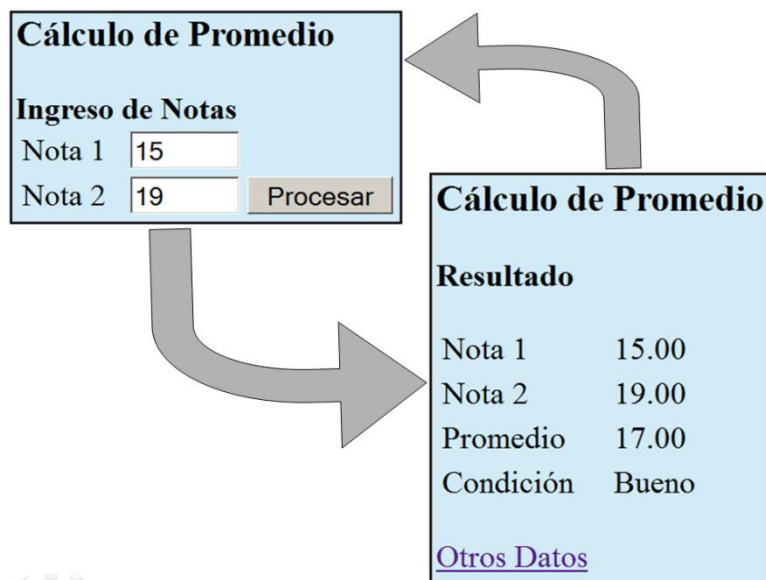 Cálculo de Promedio
Ingreso de Notas
Nota 1 15
Nota 2 19 Procesar
Cálculo de Promedio
Resultado
Nota 1 15.00
Nota 2 19.00
Promedio 17.00
Condición Bueno
Otros Datos